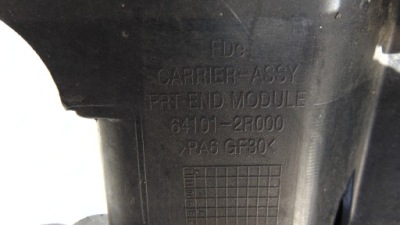 FDC
CARRIER-ASSY
FRT END MODULE
64101-2R000
>PA6 GF30<